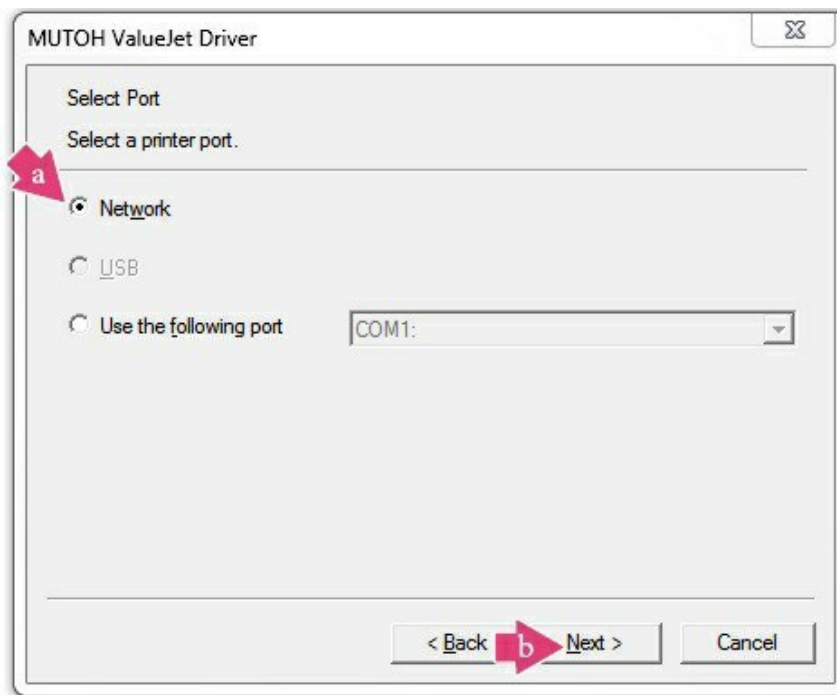 MUTOH ValueJet Driver
Select Port
Select a printer port.
a
Network
USB
Use the following port COM1:
< Back b Next > Cancel